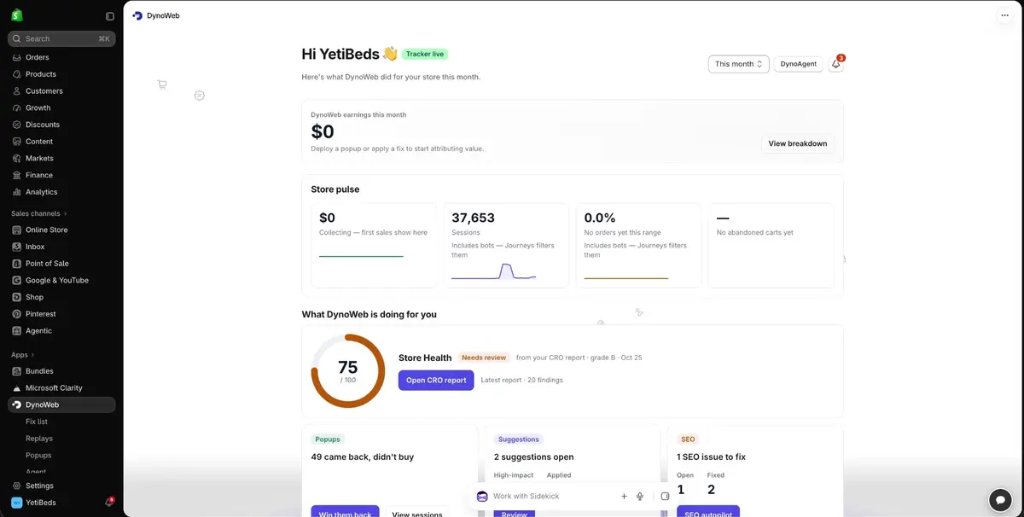 Search ⌘K
Orders
Products
Customers
Growth
Discounts
Content
Markets
Finance
Analytics
Sales channels ›
Online Store
Inbox
Point of Sale
Google & YouTube
Shop
Pinterest
Agentic
Apps ›
Bundles
Microsoft Clarity
DynoWeb
Fix list
Replays
Popups
Agent
Settings
YetiBeds
DynoWeb
Hi YetiBeds 👋 Tracker live
Here's what DynoWeb did for your store this month.
This month
DynoAgent
3
DynoWeb earnings this month
$0
Deploy a popup or apply a fix to start attributing value.
View breakdown
Store pulse
$0
Collecting — first sales show here
37,653
Sessions
Includes bots — Journeys filters
them
0.0%
No orders yet this range
Includes bots — Journeys filters
them
—
No abandoned carts yet
What DynoWeb is doing for you
75
/ 100
Store Health Needs review from your CRO report · grade B · Oct 25
Open CRO report Latest report · 20 findings
Popups
49 came back, didn't buy
Win them back View sessions
Suggestions
2 suggestions open
High-impact Applied
Review
SEO
1 SEO issue to fix
Open Fixed
1 2
SEO autopilot
Work with Sidekick